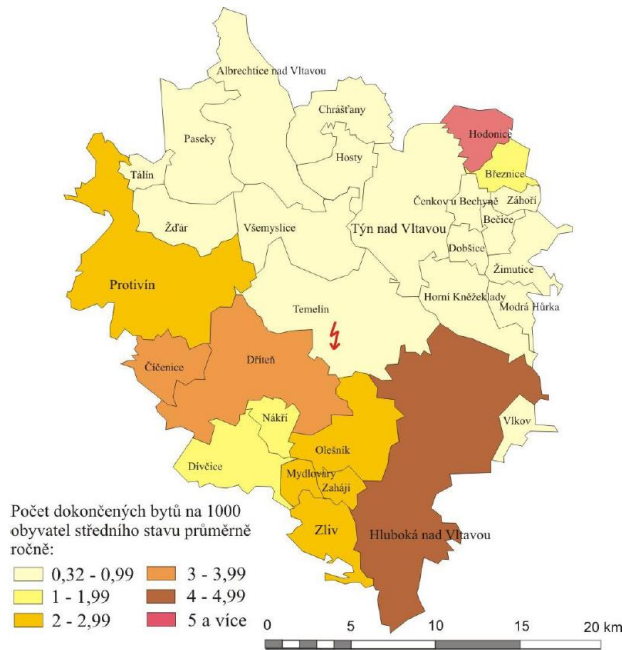 Albrechtice nad Vltavou
Chrášťany
Hodonice
Paseky
Hosty
Březnice
Tálín
Čenkov u Bechyně
Záhoří
Bečice
Žďár
Všemyslice
Týn nad Vltavou
Dobšice
Žimutice
Protivín
Temelín
Horní Kněžeklady
Modrá Hůrka
Číčenice
Dříteň
Nákří
Vlkov
Olešník
Dívčice
Mydlovary
Zahájí
Zliv
Hluboká nad Vltavou
Počet dokončených bytů na 1000
obyvatel středního stavu průměrně
ročně:
0,32 - 0,99
3 - 3,99
1 - 1,99
4 - 4,99
2 - 2,99
5 a více
0 5 10 15 20 km